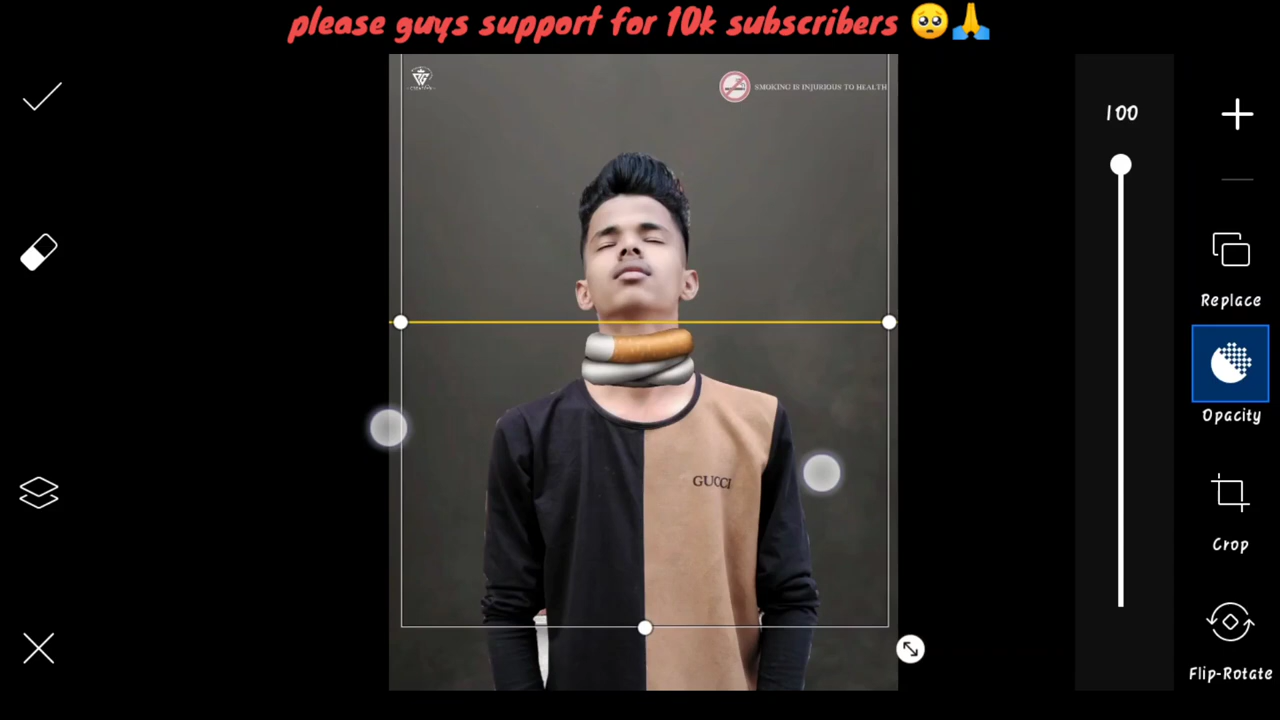 please guys support for 10k subscribers 🥺🙏
SMOKING IS INJURIOUS TO HEALTH
100
Replace
Opacity
GUCCI
Crop
Flip-Rotate